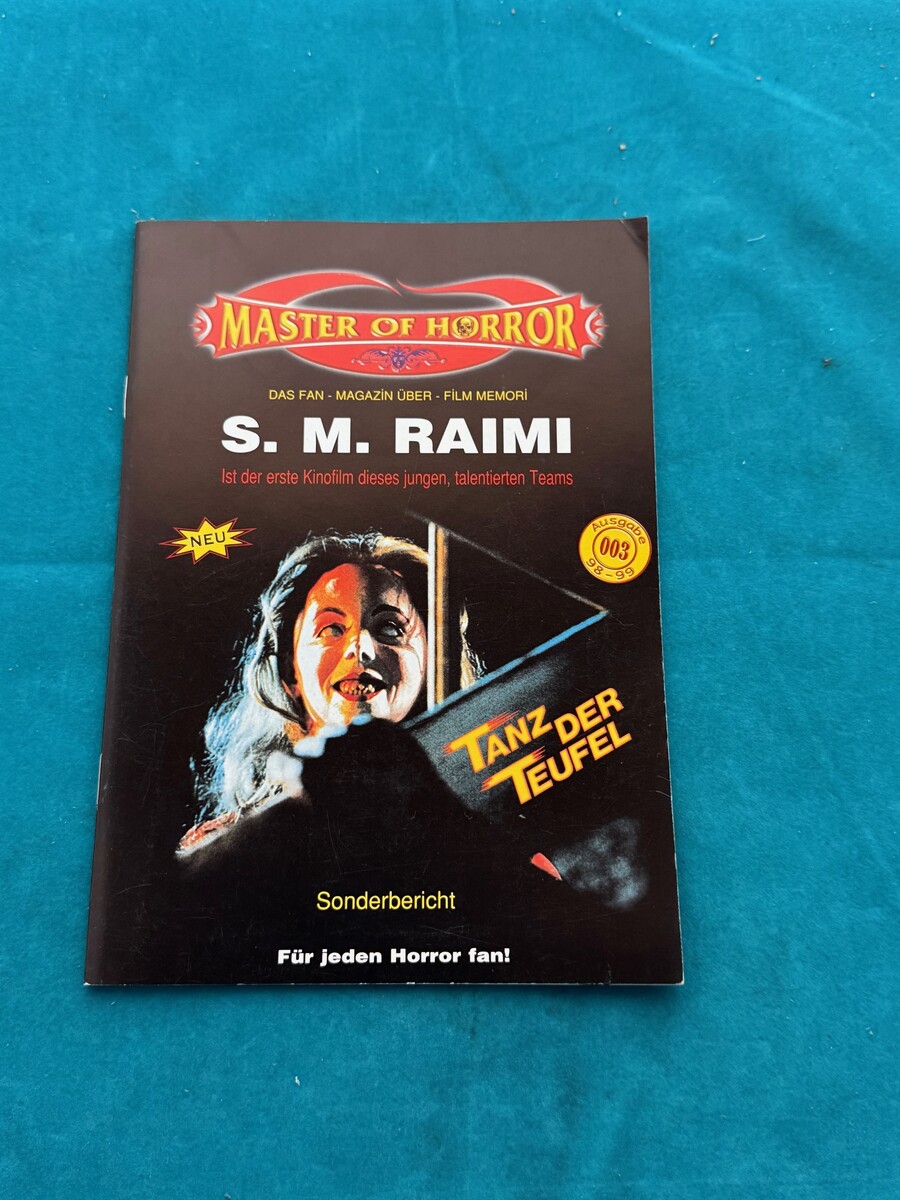 MASTER OF HORROR
DAS FAN - MAGAZİN ÜBER - FİLM MEMORİ
S. M. RAIMI
Ist der erste Kinofilm dieses jungen, talentierten Teams
NEU
Ausgabe
003
98-99
TANZ DER
TEUFEL
Sonderbericht
Für jeden Horror fan!